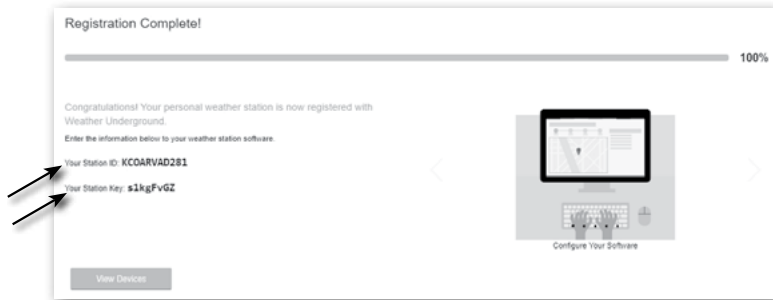 Registration Complete!
100%
Congratulations! Your personal weather station is now registered with
Weather Underground.
Enter the information below to your weather station software.
Your Station ID: KCOARVAD281
Your Station Key: s1kgFvGZ
Configure Your Software
View Devices